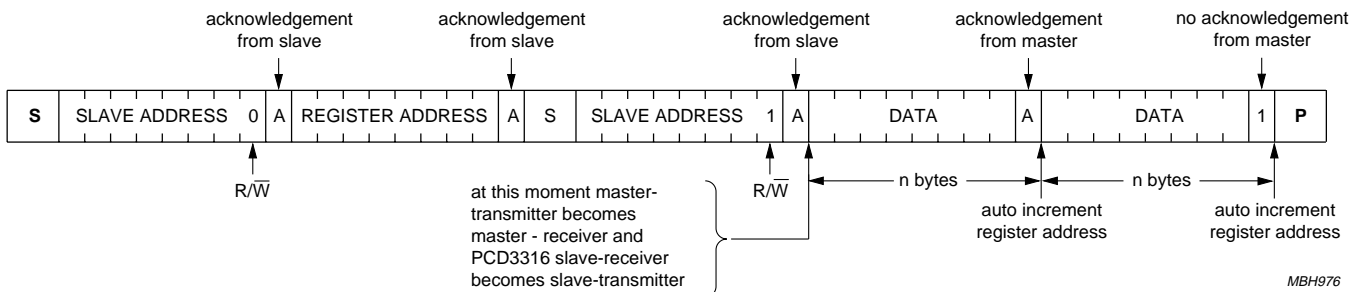 acknowledgement
from slave
acknowledgement
from slave
acknowledgement
from slave
acknowledgement
from master
no acknowledgement
from master
S SLAVE ADDRESS 0 A REGISTER ADDRESS A S SLAVE ADDRESS 1 A DATA A DATA 1 P
R/W̅
R/W̅
n bytes
n bytes
at this moment master-
transmitter becomes
master - receiver and
PCD3316 slave-receiver
becomes slave-transmitter
auto increment
register address
auto increment
register address
MBH976